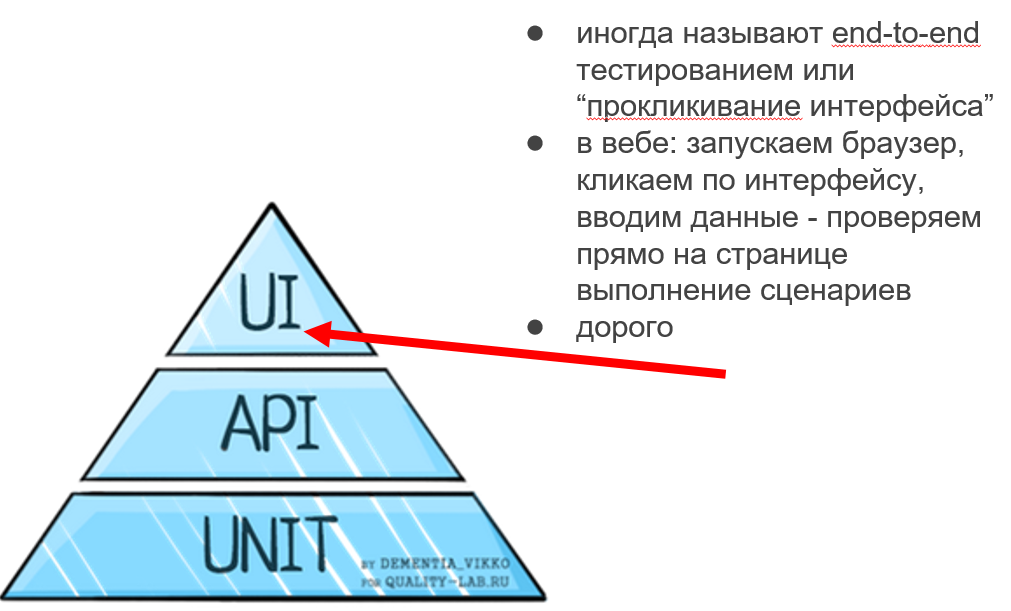 ● иногда называют end-to-end
тестированием или
“прокликивание интерфейса”
● в вебе: запускаем браузер,
кликаем по интерфейсу,
вводим данные - проверяем
прямо на странице
выполнение сценариев
● дорого
UI
API
UNIT
BY DEMENTIA_VIKKO
FOR QUALITY-LAB.RU